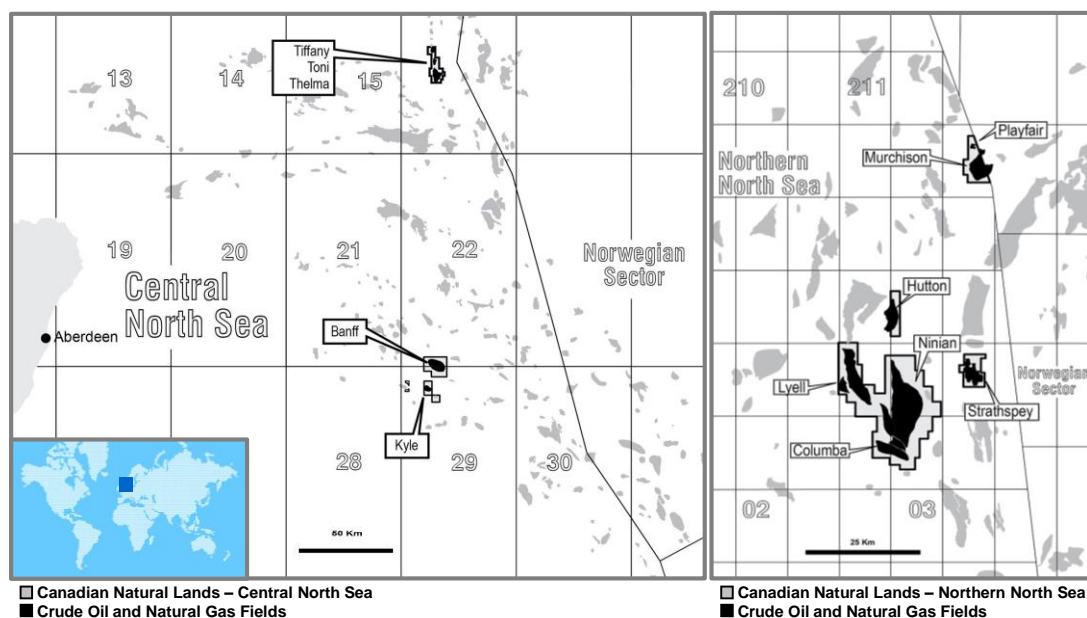 Tiffany
Toni
Thelma
13
14
15
19
20
21
22
Central
North Sea
Norwegian
Sector
Aberdeen
Banff
Kyle
28
29
30
50 Km
210
211
Playfair
Murchison
Northern
North Sea
Hutton
Ninian
Lyell
Norwegian
Sector
Strathspey
Columba
02
03
25 Km
Canadian Natural Lands – Central North Sea
Crude Oil and Natural Gas Fields
Canadian Natural Lands – Northern North Sea
Crude Oil and Natural Gas Fields